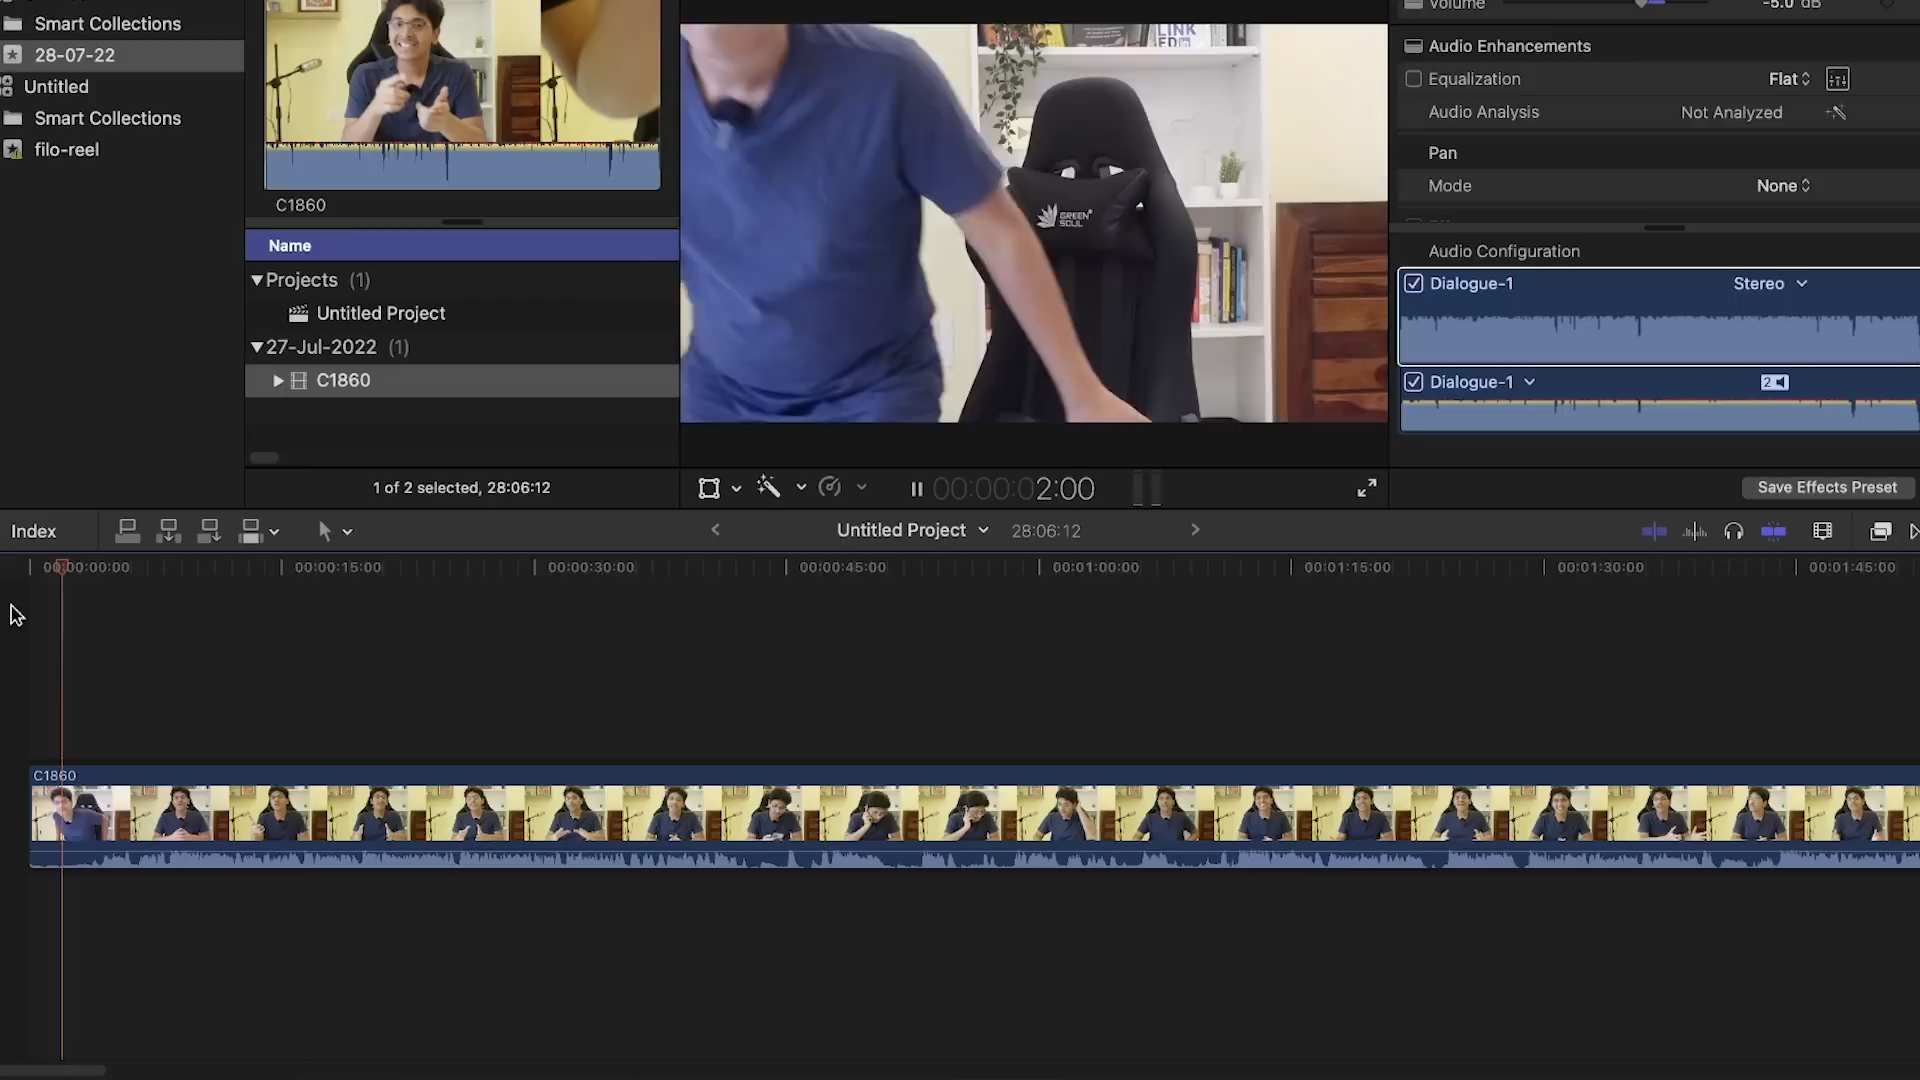 Smart Collections
28-07-22
Untitled
Smart Collections
filo-reel
C1860
Name
Projects (1)
Untitled Project
27-Jul-2022 (1)
C1860
1 of 2 selected, 28:06:12
LINK
EDin
GREEN
SOUL
00:00:02:00
Volume -5.0 dB
Audio Enhancements
Equalization Flat
Audio Analysis Not Analyzed
Pan
Mode None
Audio Configuration
Dialogue-1 Stereo
Dialogue-1 2
Save Effects Preset
Index
Untitled Project 28:06:12
00:00:00:00 00:00:15:00 00:00:30:00 00:00:45:00 00:01:00:00 00:01:15:00 00:01:30:00 00:01:45:00
C1860